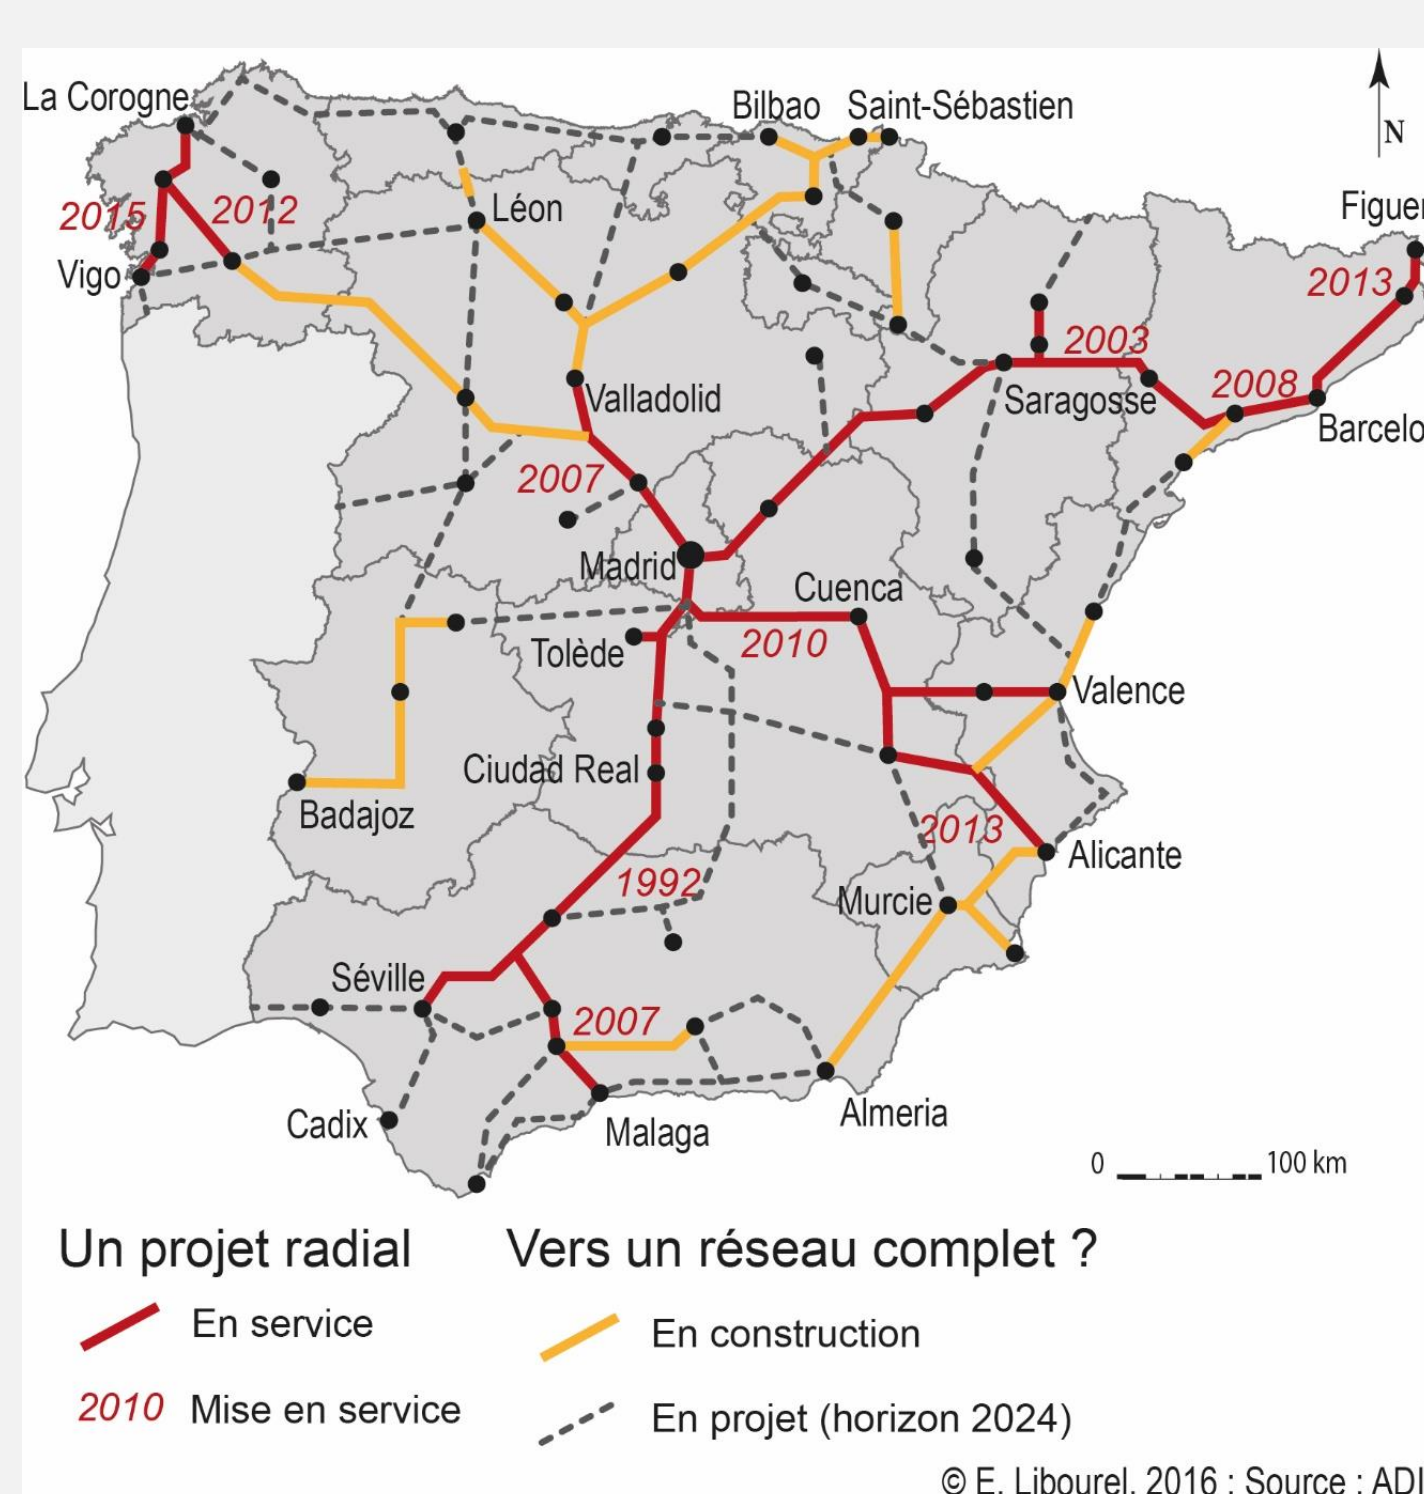 La Corogne
Bilbao
Saint-Sébastien
N
2015
2012
Léon
Figuer
Vigo
2013
2003
2008
Valladolid
Saragosse
Barcelo
2007
Madrid
Cuenca
Tolède
2010
Valence
Ciudad Real
Badajoz
2013
Alicante
1992
Murcie
Séville
2007
Cadix
Malaga
Almeria
0 100 km
Un projet radial
Vers un réseau complet ?
En service
En construction
2010 Mise en service
En projet (horizon 2024)
© E. Libourel, 2016 ; Source : ADI